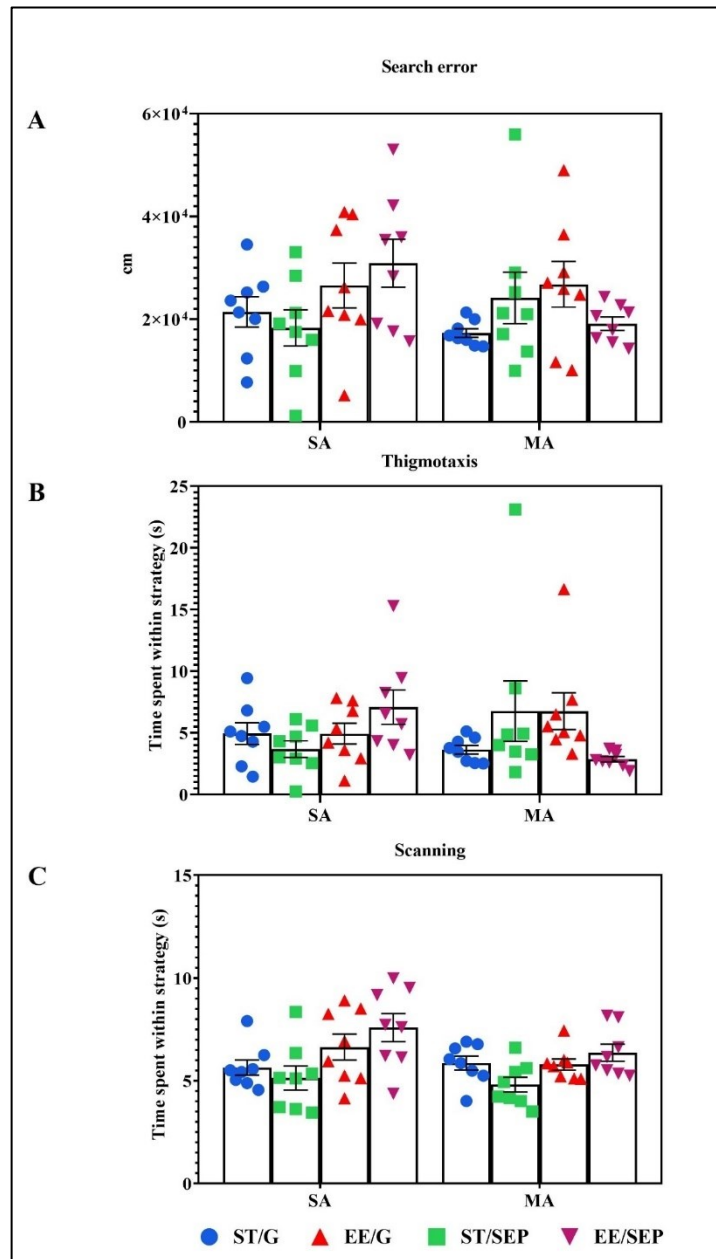 Search error
A
6×10⁴
4×10⁴
cm
2×10⁴
0
SA MA
Thigmotaxis
B
25
20
15
10
5
0
Time spent within strategy (s)
SA MA
Scanning
C
15
10
5
0
Time spent within strategy (s)
SA MA
ST/G EE/G ST/SEP EE/SEP